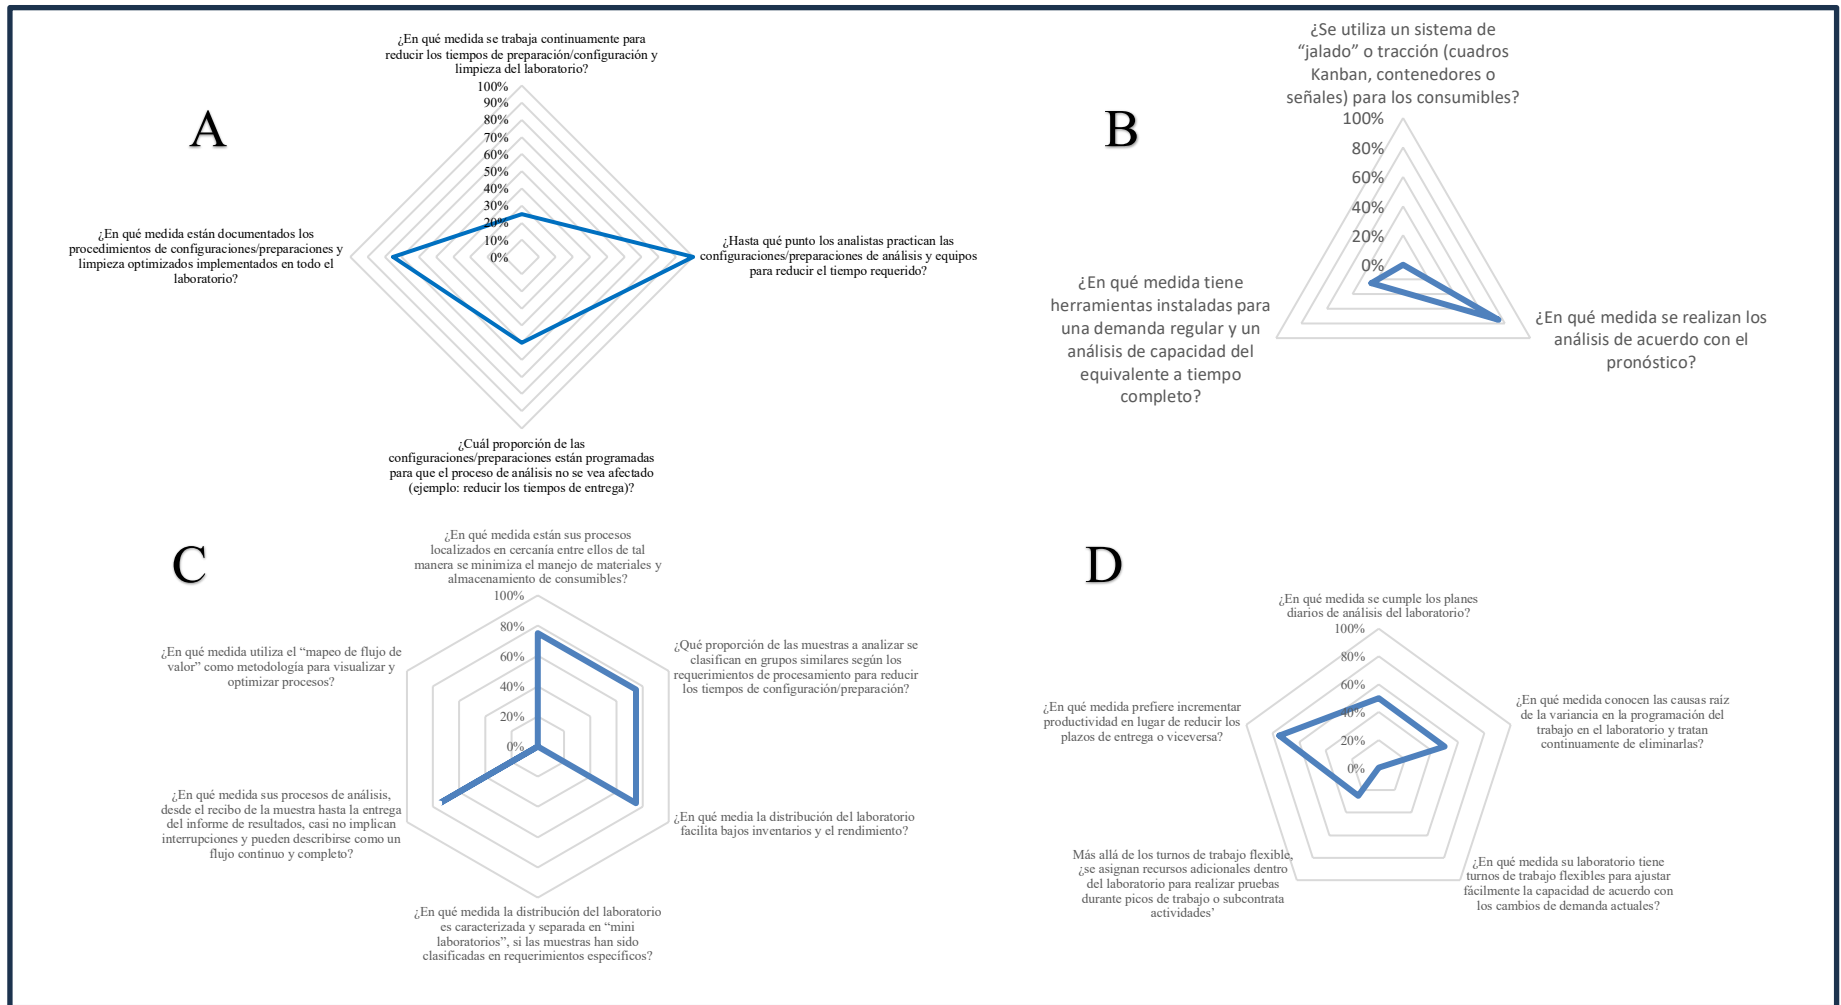 A
¿En qué medida se trabaja continuamente para
reducir los tiempos de preparación/configuración y
limpieza del laboratorio?
100%
90%
80%
70%
60%
50%
40%
30%
20%
10%
0%
¿En qué medida están documentados los
procedimientos de configuraciones/preparaciones y
limpieza optimizados implementados en todo el
laboratorio?
¿Hasta qué punto los analistas practican las
configuraciones/preparaciones de análisis y equipos
para reducir el tiempo requerido?
¿Cuál proporción de las
configuraciones/preparaciones están programadas
para que el proceso de análisis no se vea afectado
(ejemplo: reducir los tiempos de entrega)?
B
¿Se utiliza un sistema de
“jalado” o tracción (cuadros
Kanban, contenedores o
señales) para los consumibles?
100%
80%
60%
40%
20%
0%
¿En qué medida tiene
herramientas instaladas para
una demanda regular y un
análisis de capacidad del
equivalente a tiempo
completo?
¿En qué medida se realizan los
análisis de acuerdo con el
pronóstico?
C
¿En qué medida están sus procesos
localizados en cercanía entre ellos de tal
manera se minimiza el manejo de materiales y
almacenamiento de consumibles?
100%
80%
60%
40%
20%
0%
¿En qué medida utiliza el “mapeo de flujo de
valor” como metodología para visualizar y
optimizar procesos?
¿Qué proporción de las muestras a analizar se
clasifican en grupos similares según los
requerimientos de procesamiento para reducir
los tiempos de configuración/preparación?
¿En qué medida sus procesos de análisis,
desde el recibo de la muestra hasta la entrega
del informe de resultados, casi no implican
interrupciones y pueden describirse como un
flujo continuo y completo?
¿En qué media la distribución del laboratorio
facilita bajos inventarios y el rendimiento?
¿En qué medida la distribución del laboratorio
es caracterizada y separada en “mini
laboratorios”, si las muestras han sido
clasificadas en requerimientos específicos?
D
¿En qué medida se cumple los planes
diarios de análisis del laboratorio?
100%
80%
60%
40%
20%
0%
¿En qué medida prefiere incrementar
productividad en lugar de reducir los
plazos de entrega o viceversa?
¿En qué medida conocen las causas raíz
de la variance en la programación del
trabajo en el laboratorio y tratan
continuamente de eliminarlas?
Más allá de los turnos de trabajo flexible,
¿se asignan recursos adicionales dentro
del laboratorio para realizar pruebas
durante picos de trabajo o subcontrata
actividades’
¿En qué medida su laboratorio tiene
turnos de trabajo flexibles para ajustar
fácilmente la capacidad de acuerdo con
los cambios de demanda actuales?